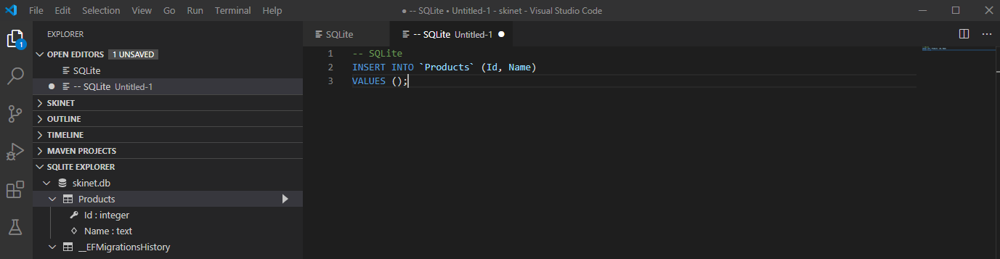 File Edit Selection View Go Run Terminal Help
● -- SQLite • Untitled-1 - skinet - Visual Studio Code
EXPLORER
OPEN EDITORS 1 UNSAVED
SQLite
● -- SQLite Untitled-1
SKINET
OUTLINE
TIMELINE
MAVEN PROJECTS
SQLITE EXPLORER
skinet.db
Products
Id : integer
Name : text
__EFMigrationsHistory
1
SQLite
-- SQLite Untitled-1 ●
1 -- SQLite
2 INSERT INTO `Products` (Id, Name)
3 VALUES ();